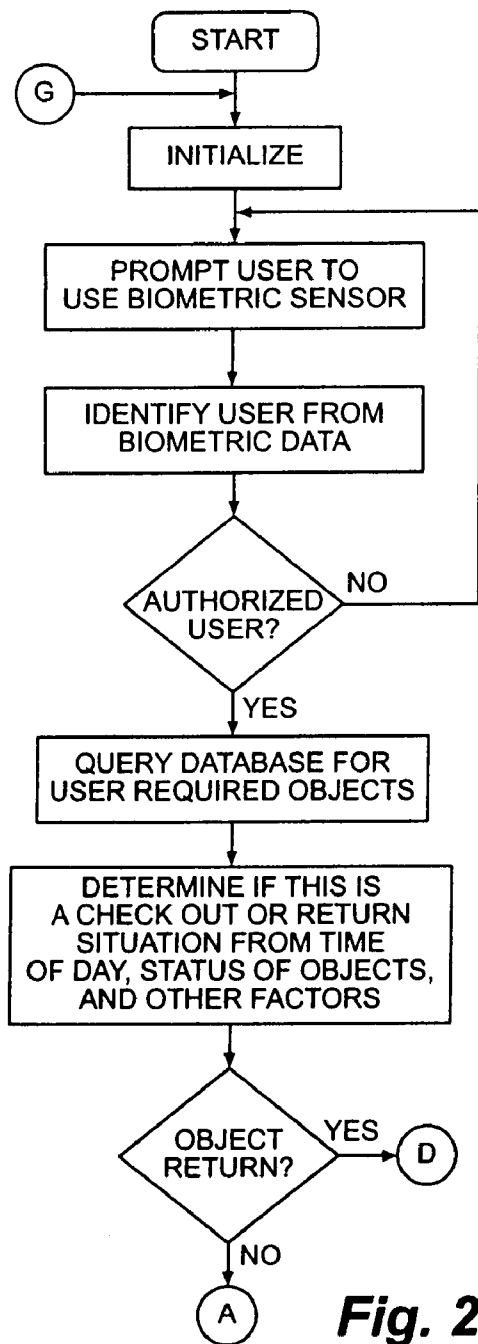 START
G
INITIALIZE
PROMPT USER TO
USE BIOMETRIC SENSOR
IDENTIFY USER FROM
BIOMETRIC DATA
AUTHORIZED
USER?
NO
YES
QUERY DATABASE FOR
USER REQUIRED OBJECTS
DETERMINE IF THIS IS
A CHECK OUT OR RETURN
SITUATION FROM TIME
OF DAY, STATUS OF OBJECTS,
AND OTHER FACTORS
OBJECT
RETURN?
YES
D
NO
A
Fig. 2